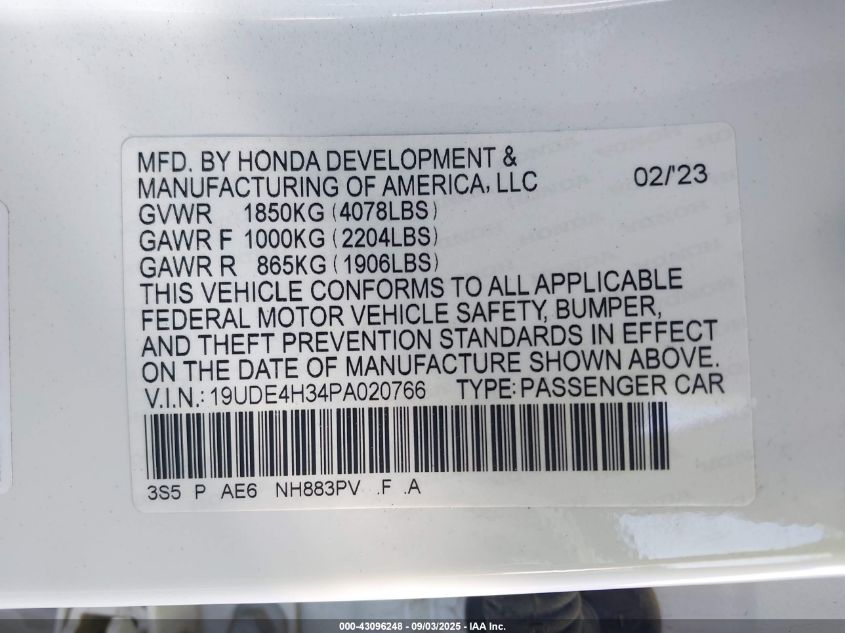 MFD. BY HONDA DEVELOPMENT &
MANUFACTURING OF AMERICA, LLC 02/'23
GVWR 1850KG (4078LBS)
GAWR F 1000KG (2204LBS)
GAWR R 865KG (1906LBS)
THIS VEHICLE CONFORMS TO ALL APPLICABLE
FEDERAL MOTOR VEHICLE SAFETY, BUMPER,
AND THEFT PREVENTION STANDARDS IN EFFECT
ON THE DATE OF MANUFACTURE SHOWN ABOVE.
V.I.N.: 19UDE4H34PA020766 TYPE: PASSENGER CAR
3S5 P AE6 NH883PV .F .A
000-43096248 - 09/03/2025 - IAA Inc.